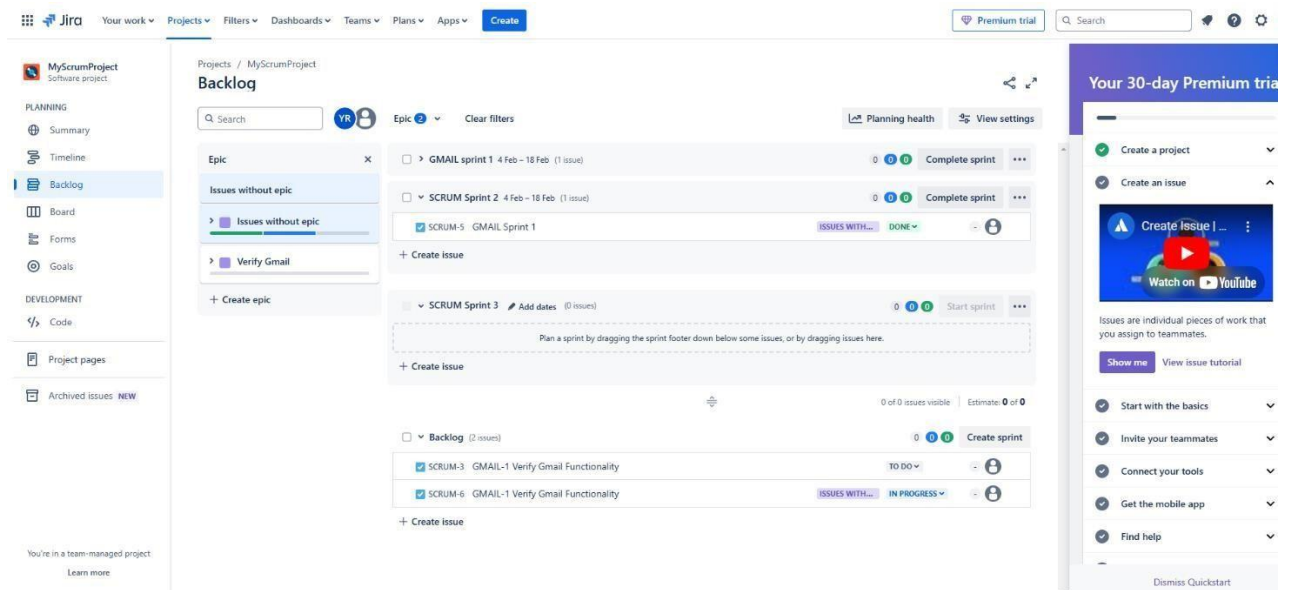 Jira Your work Projects Filters Dashboards Teams Plans Apps Create Premium trial Search
MyScrumProject
Software project
PLANNING
Summary
Timeline
Backlog
Board
Forms
Goals
DEVELOPMENT
Code
Project pages
Archived issues NEW
You're in a team-managed project
Learn more
Projects / MyScrumProject
Backlog
Search YR Epic 2 Clear filters Planning health View settings
Epic
Issues without epic
Issues without epic
Verify Gmail
+ Create epic
GMAIL sprint 1 4 Feb – 18 Feb (1 issue) 0 0 0 Complete sprint
SCRUM Sprint 2 4 Feb – 18 Feb (1 issue) 0 0 0 Complete sprint
SCRUM-5 GMAIL Sprint 1 ISSUES WITH... DONE -
+ Create issue
SCRUM Sprint 3 Add dates (0 issues) 0 0 0 Start sprint
Plan a sprint by dragging the sprint footer down below some issues, or by dragging issues here.
+ Create issue
0 of 0 issues visible Estimate: 0 of 0
Backlog (2 issues) 0 0 0 Create sprint
SCRUM-3 GMAIL-1 Verify Gmail Functionality TO DO -
SCRUM-6 GMAIL-1 Verify Gmail Functionality ISSUES WITH... IN PROGRESS -
+ Create issue
Your 30-day Premium tria
Create a project
Create an issue
Create Issue | ...
Watch on YouTube
Issues are individual pieces of work that
you assign to teammates.
Show me View issue tutorial
Start with the basics
Invite your teammates
Connect your tools
Get the mobile app
Find help
Dismiss Quickstart